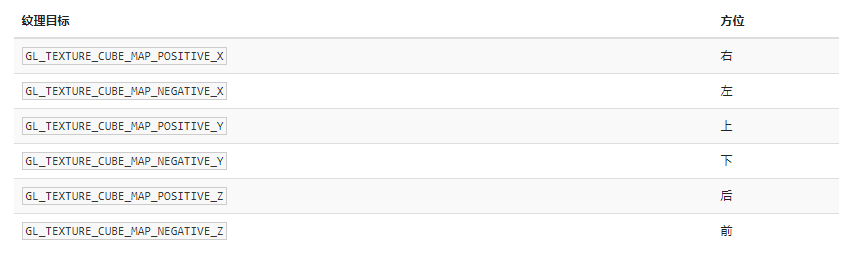 纹理目标 方位
GL_TEXTURE_CUBE_MAP_POSITIVE_X 右
GL_TEXTURE_CUBE_MAP_NEGATIVE_X 左
GL_TEXTURE_CUBE_MAP_POSITIVE_Y 上
GL_TEXTURE_CUBE_MAP_NEGATIVE_Y 下
GL_TEXTURE_CUBE_MAP_POSITIVE_Z 后
GL_TEXTURE_CUBE_MAP_NEGATIVE_Z 前